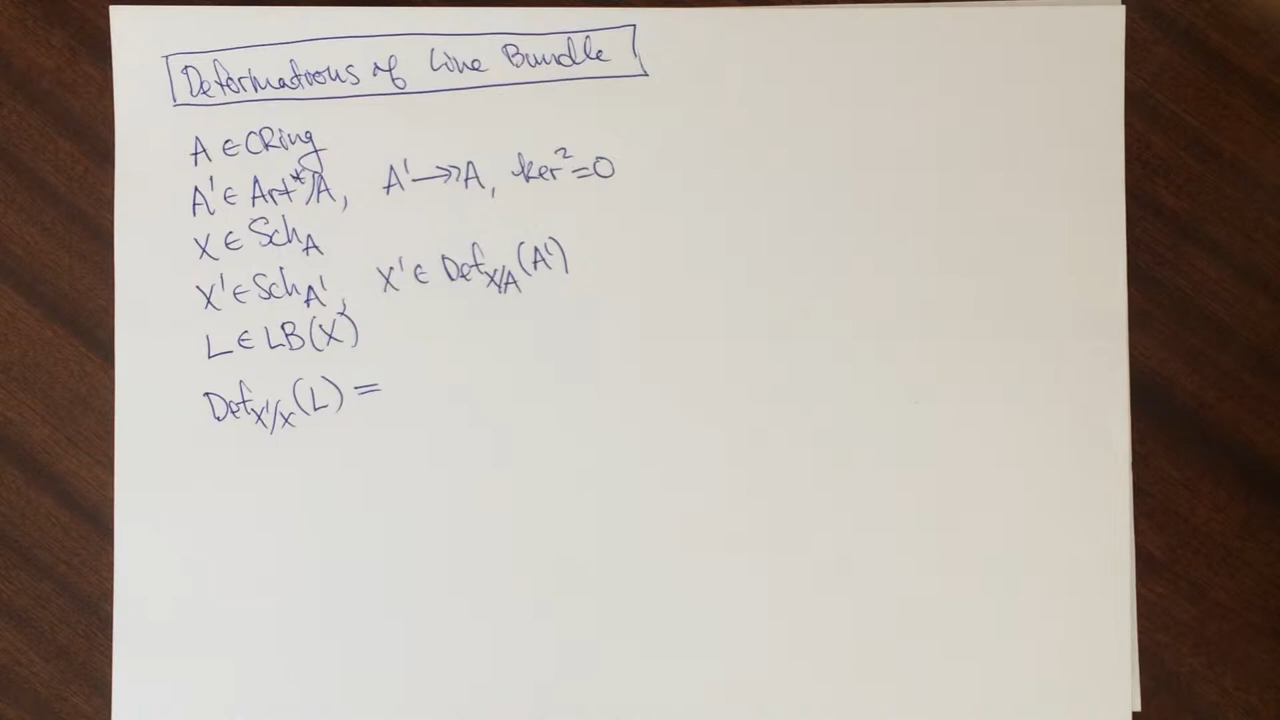 Deformations of Line Bundle
A ∈ CRing
A' ∈ Art*/A, A' ↠ A, ker² = 0
X ∈ Sch_A
X' ∈ Sch_A', X' ∈ Def_X/A(A')
L ∈ LB(X)
Def_X'/X(L) =